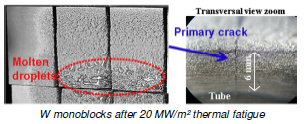 Transversal view zoom
Primary crack
Molten
droplets
6 mm
Tube
W monoblocks after 20 MW/m² thermal fatigue